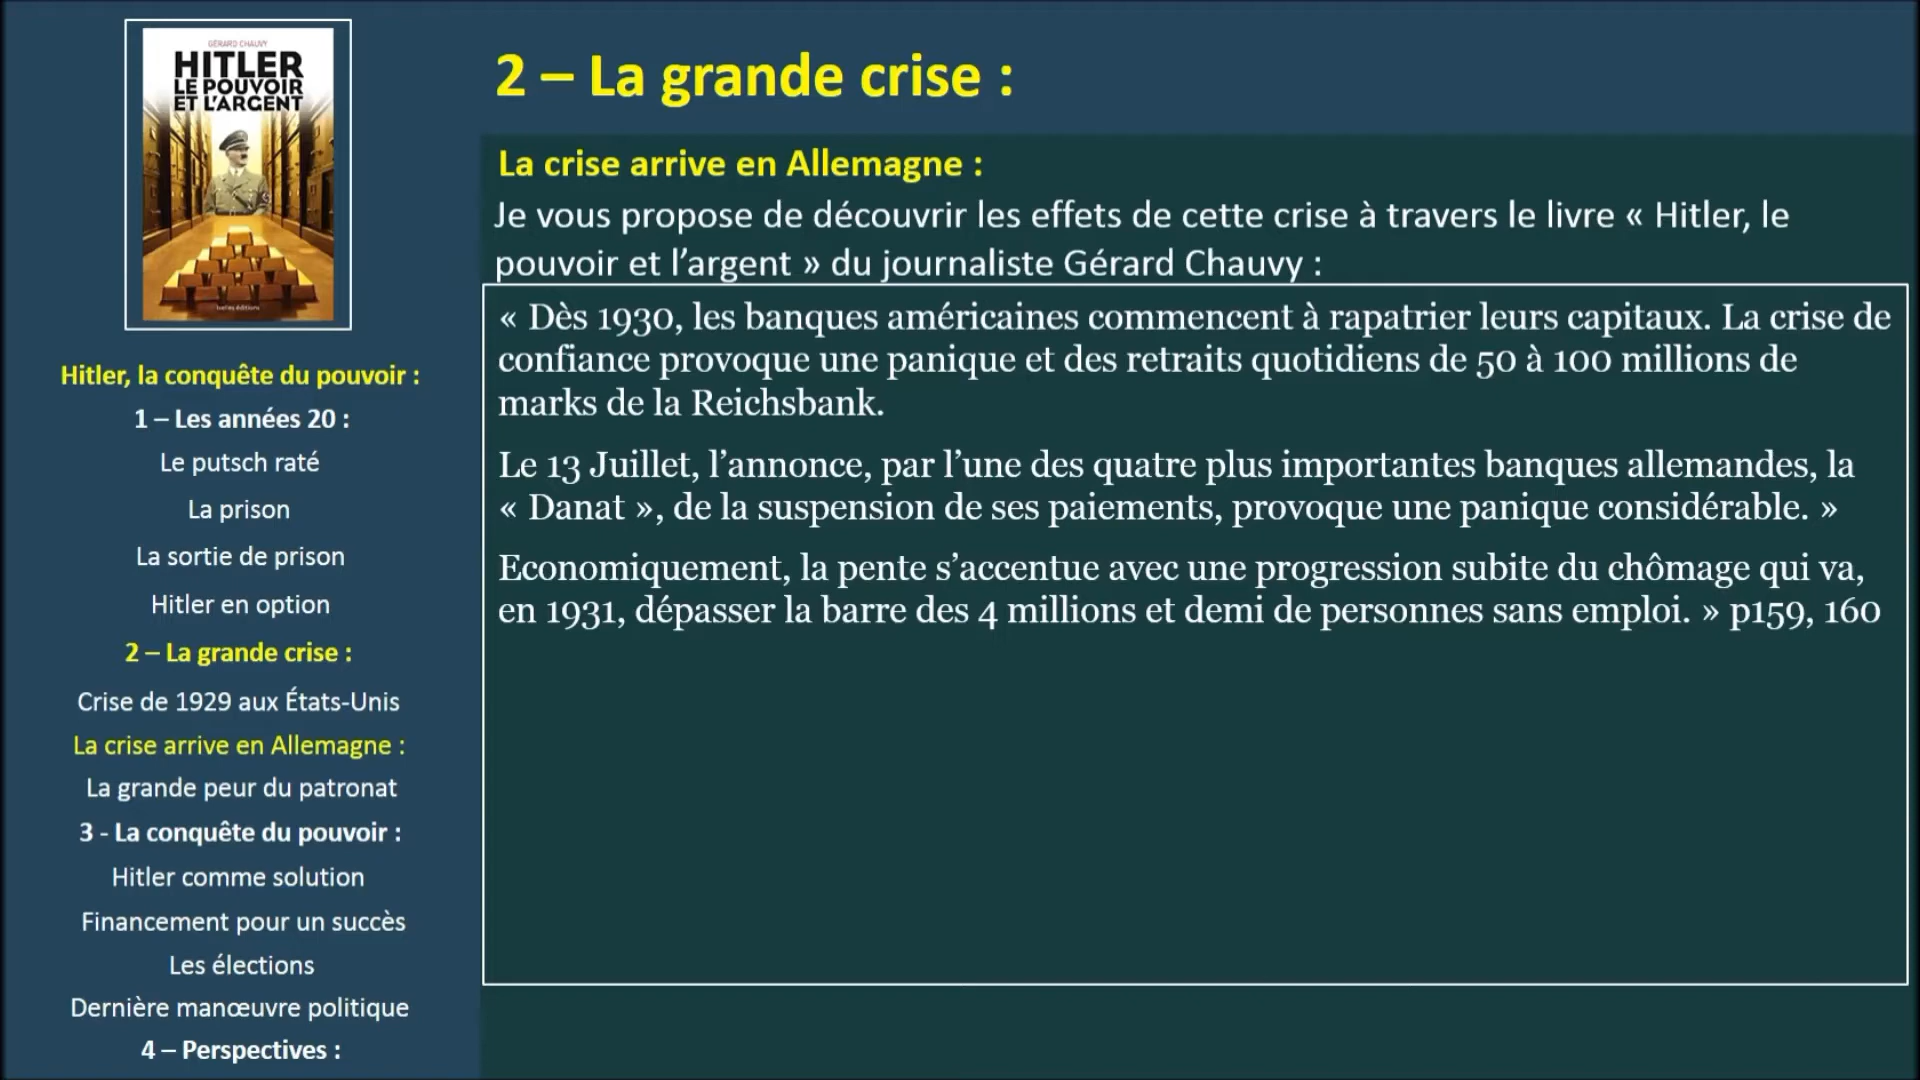 GÉRARD CHAUVY
HITLER
LE POUVOIR
ET L'ARGENT
Ixelles éditions
Hitler, la conquête du pouvoir :
1 – Les années 20 :
Le putsch raté
La prison
La sortie de prison
Hitler en option
2 – La grande crise :
Crise de 1929 aux États-Unis
La crise arrive en Allemagne :
La grande peur du patronat
3 - La conquête du pouvoir :
Hitler comme solution
Financement pour un succès
Les élections
Dernière manœuvre politique
4 – Perspectives :
2 – La grande crise :
La crise arrive en Allemagne :
Je vous propose de découvrir les effets de cette crise à travers le livre « Hitler, le
pouvoir et l’argent » du journaliste Gérard Chauvy :
« Dès 1930, les banques américaines commencent à rapatrier leurs capitaux. La crise de
confiance provoque une panique et des retraits quotidiens de 50 à 100 millions de
marks de la Reichsbank.
Le 13 Juillet, l’annonce, par l’une des quatre plus importantes banques allemandes, la
« Danat », de la suspension de ses paiements, provoque une panique considérable. »
Economiquement, la pente s’accentue avec une progression subite du chômage qui va,
en 1931, dépasser la barre des 4 millions et demi de personnes sans emploi. » p159, 160